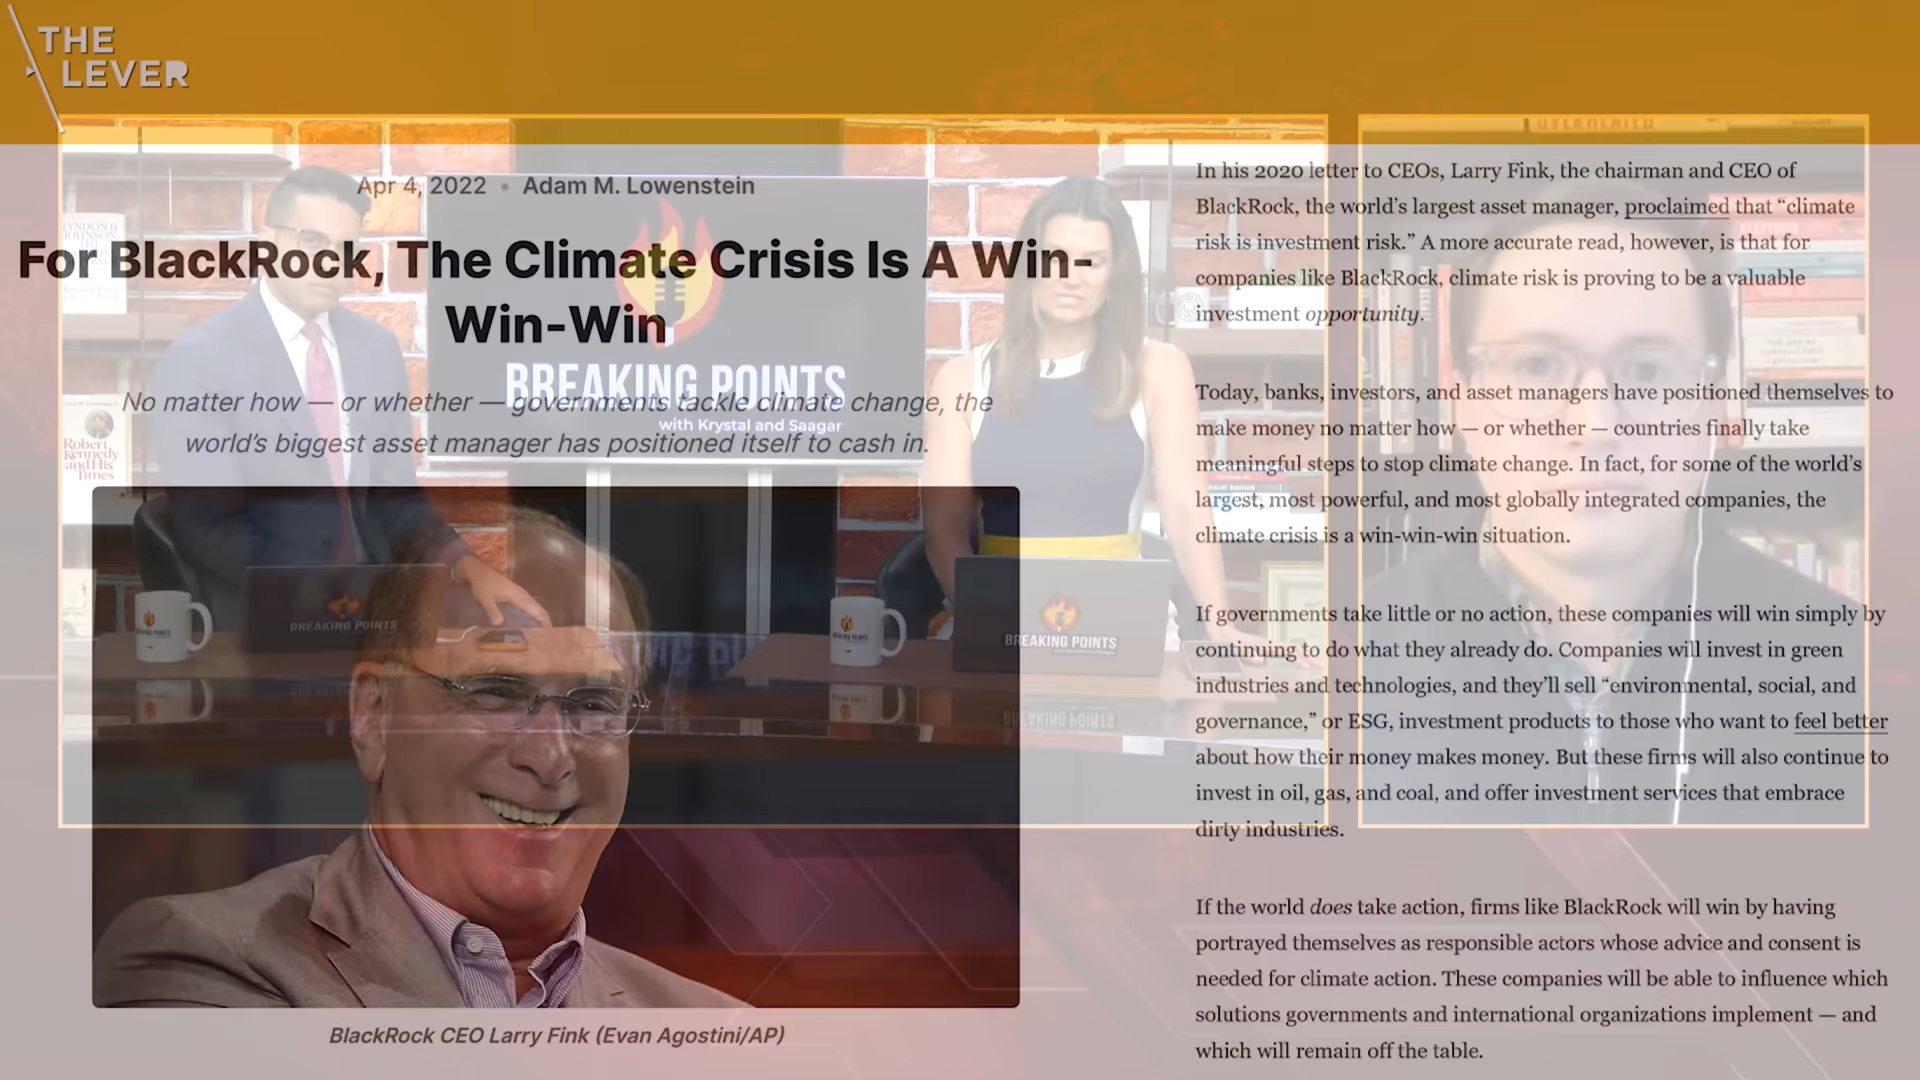 THE
LEVER
Apr 4, 2022 • Adam M. Lowenstein
For BlackRock, The Climate Crisis Is A Win-
Win-Win
No matter how — or whether — governments tackle climate change, the
world’s biggest asset manager has positioned itself to cash in.
BREAKING POINTS
with Krystal and Saagar
LYNDON B.
JOHNSON
Robert
Kennedy
and His
Times
BREAKING POINTS
BREAKING POINTS
BlackRock CEO Larry Fink (Evan Agostini/AP)
OVERHEATED
In his 2020 letter to CEOs, Larry Fink, the chairman and CEO of
BlackRock, the world’s largest asset manager, proclaimed that “climate
risk is investment risk.” A more accurate read, however, is that for
companies like BlackRock, climate risk is proving to be a valuable
investment opportunity.
Today, banks, investors, and asset managers have positioned themselves to
make money no matter how — or whether — countries finally take
meaningful steps to stop climate change. In fact, for some of the world’s
largest, most powerful, and most globally integrated companies, the
climate crisis is a win-win-win situation.
If governments take little or no action, these companies will win simply by
continuing to do what they already do. Companies will invest in green
industries and technologies, and they’ll sell “environmental, social, and
governance,” or ESG, investment products to those who want to feel better
about how their money makes money. But these firms will also continue to
invest in oil, gas, and coal, and offer investment services that embrace
dirty industries.
If the world does take action, firms like BlackRock will win by having
portrayed themselves as responsible actors whose advice and consent is
needed for climate action. These companies will be able to influence which
solutions governments and international organizations implement — and
which will remain off the table.